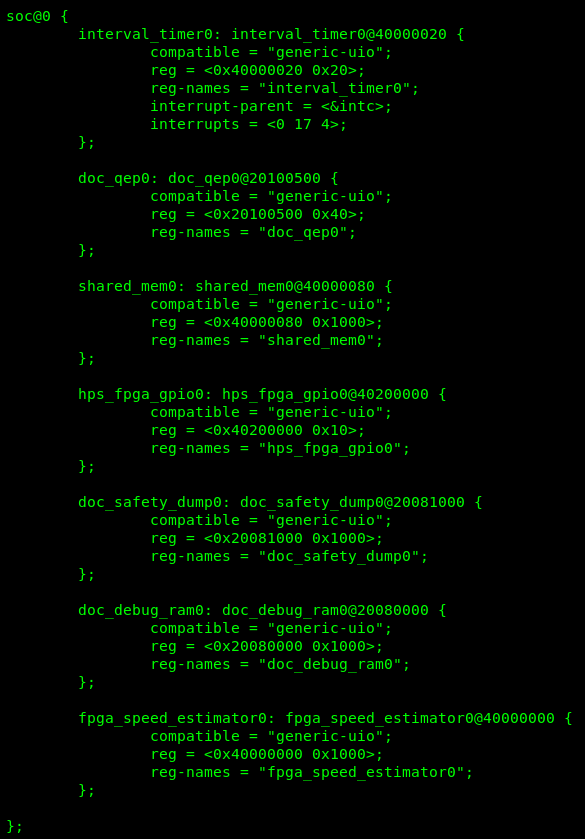 soc@0 {
interval_timer0: interval_timer0@40000020 {
compatible = "generic-uio";
reg = <0x40000020 0x20>;
reg-names = "interval_timer0";
interrupt-parent = <&intc>;
interrupts = <0 17 4>;
};
doc_qep0: doc_qep0@20100500 {
compatible = "generic-uio";
reg = <0x20100500 0x40>;
reg-names = "doc_qep0";
};
shared_mem0: shared_mem0@40000080 {
compatible = "generic-uio";
reg = <0x40000080 0x1000>;
reg-names = "shared_mem0";
};
hps_fpga_gpio0: hps_fpga_gpio0@40200000 {
compatible = "generic-uio";
reg = <0x40200000 0x10>;
reg-names = "hps_fpga_gpio0";
};
doc_safety_dump0: doc_safety_dump0@20081000 {
compatible = "generic-uio";
reg = <0x20081000 0x1000>;
reg-names = "doc_safety_dump0";
};
doc_debug_ram0: doc_debug_ram0@20080000 {
compatible = "generic-uio";
reg = <0x20080000 0x1000>;
reg-names = "doc_debug_ram0";
};
fpga_speed_estimator0: fpga_speed_estimator0@40000000 {
compatible = "generic-uio";
reg = <0x40000000 0x1000>;
reg-names = "fpga_speed_estimator0";
};
};